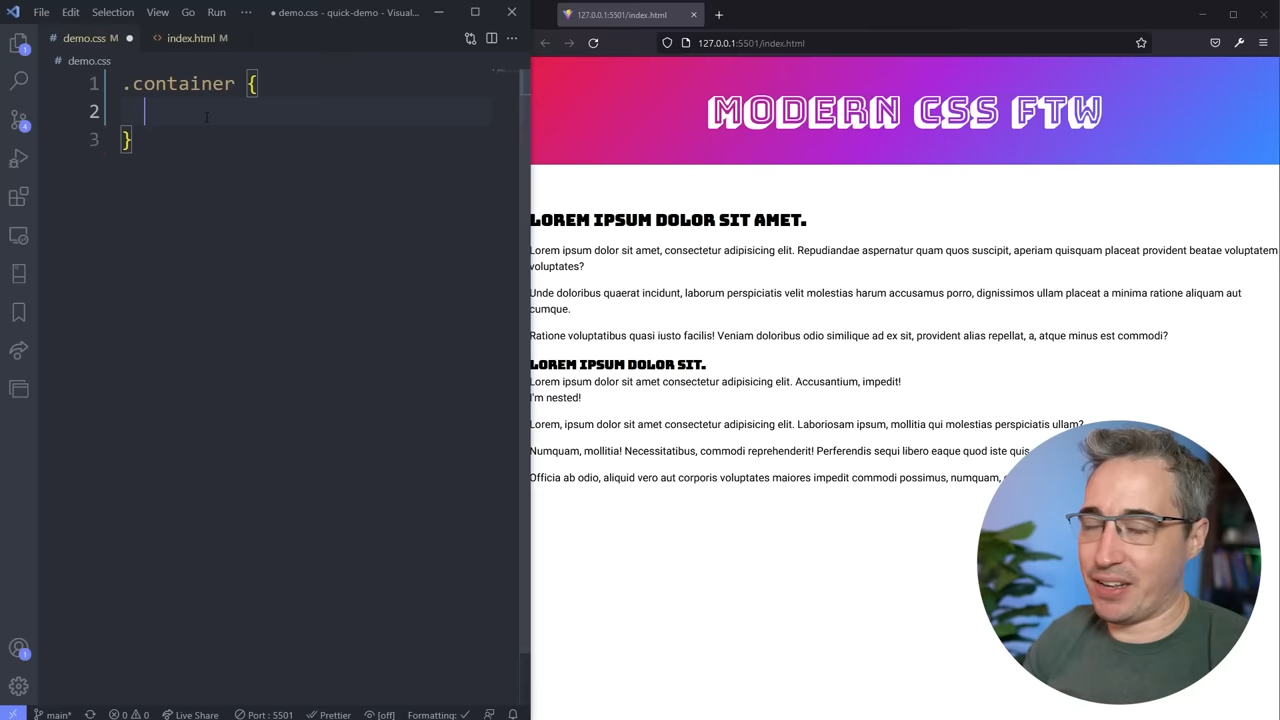 File Edit Selection View Go Run ● demo.css - quick-demo - Visual...
127.0.0.1:5501/index.html
demo.css M
index.html M
127.0.0.1:5501/index.html
demo.css
1 .container {
2
3 }
1
4
MODERN CSS FTW
LOREM IPSUM DOLOR SIT AMET.
Lorem ipsum dolor sit amet, consectetur adipisicing elit. Repudiandae aspernatur quam quos suscipit, aperiam quisquam placeat provident beatae voluptatem
voluptates?
Unde doloribus quaerat incidunt, laborum perspiciatis velit molestias harum accusamus porro, dignissimos ullam placeat a minima ratione aliquam aut
cumque.
Ratione voluptatibus quasi iusto facilis! Veniam doloribus odio similique ad ex sit, provident alias repellat, a, atque minus est commodi?
LOREM IPSUM DOLOR SIT.
Lorem ipsum dolor sit amet consectetur adipisicing elit. Accusantium, impedit!
I'm nested!
Lorem, ipsum dolor sit amet consectetur adipisicing elit. Laboriosam ipsum, mollitia qui molestias perspiciatis ullam?
Numquam, mollitia! Necessitatibus, commodi reprehenderit! Perferendis sequi libero eaque quod iste quis
Officia ab odio, aliquid vero aut corporis voluptates maiores impedit commodi possimus, numquam,
1
main* 0 0 Live Share Port : 5501 Prettier [off] Formatting: